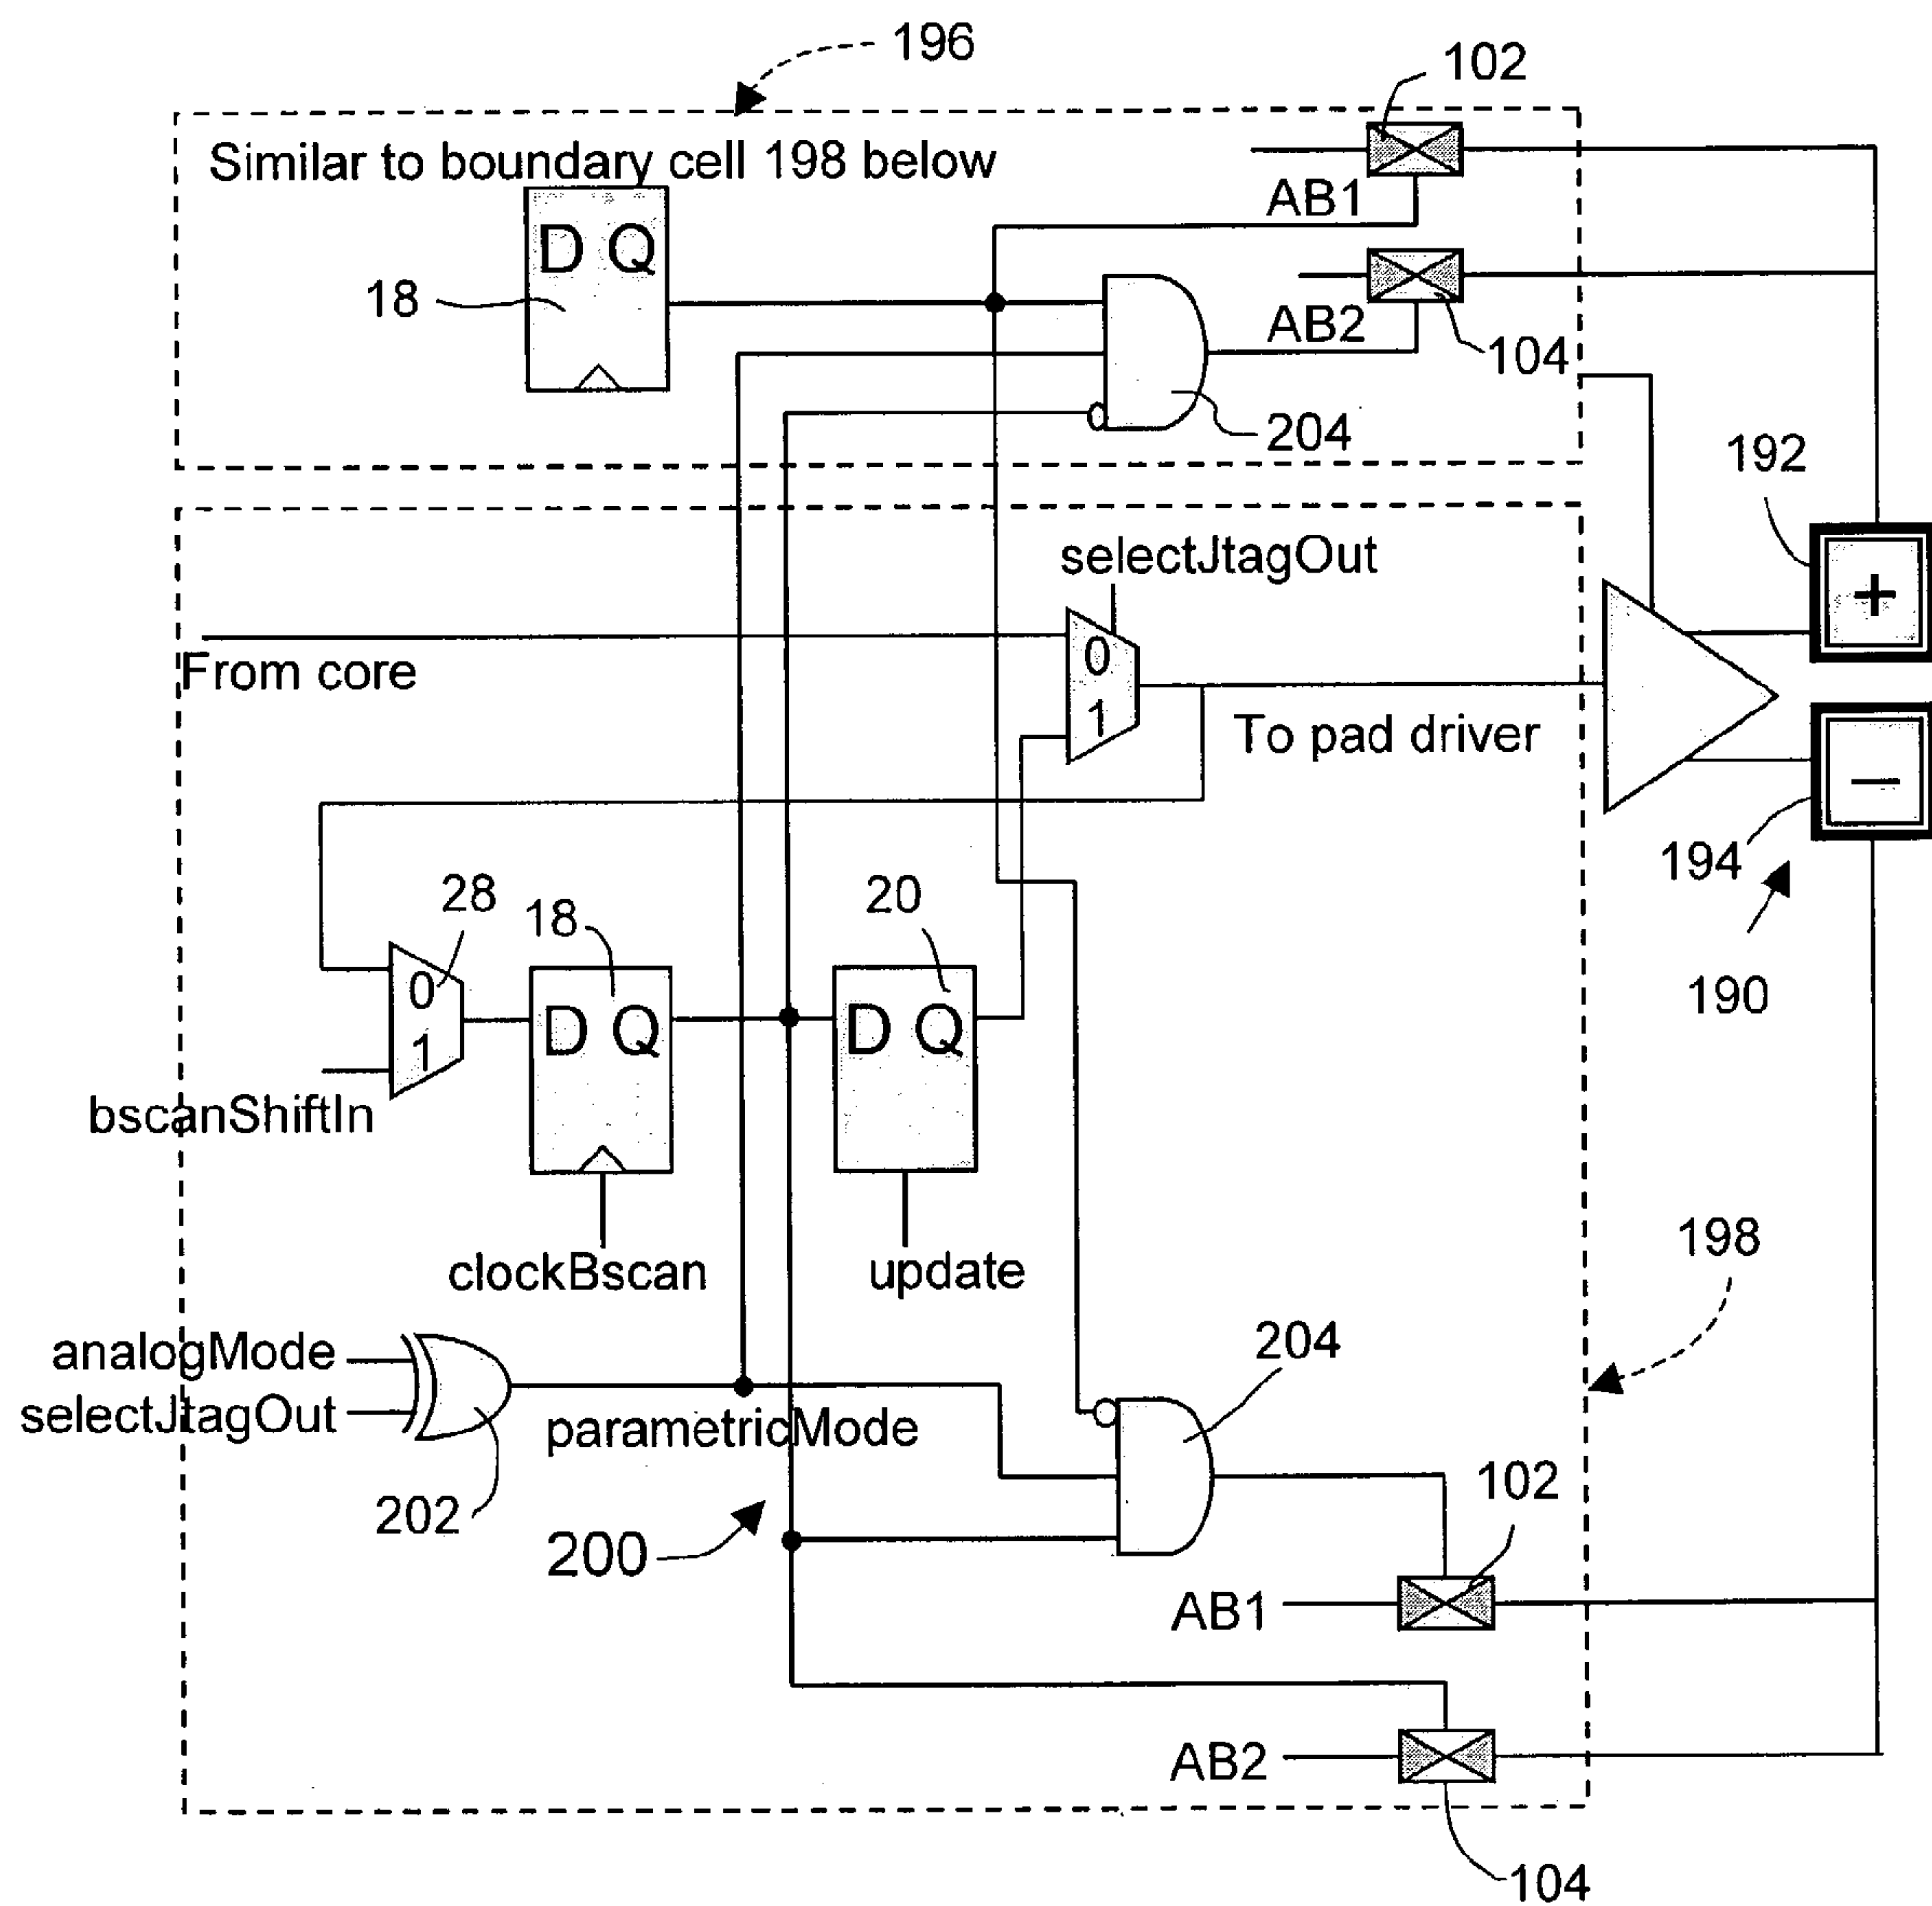 196
102
Similar to boundary cell 198 below
AB1
D Q
18
AB2
104
204
192
selectJtagOut
+
0
From core
1
To pad driver
−
194
28
18
20
190
0
D Q
D Q
1
bscanShiftIn
198
clockBscan
update
204
analogMode
selectJtagOut
parametricMode
102
202
200
AB1
AB2
104